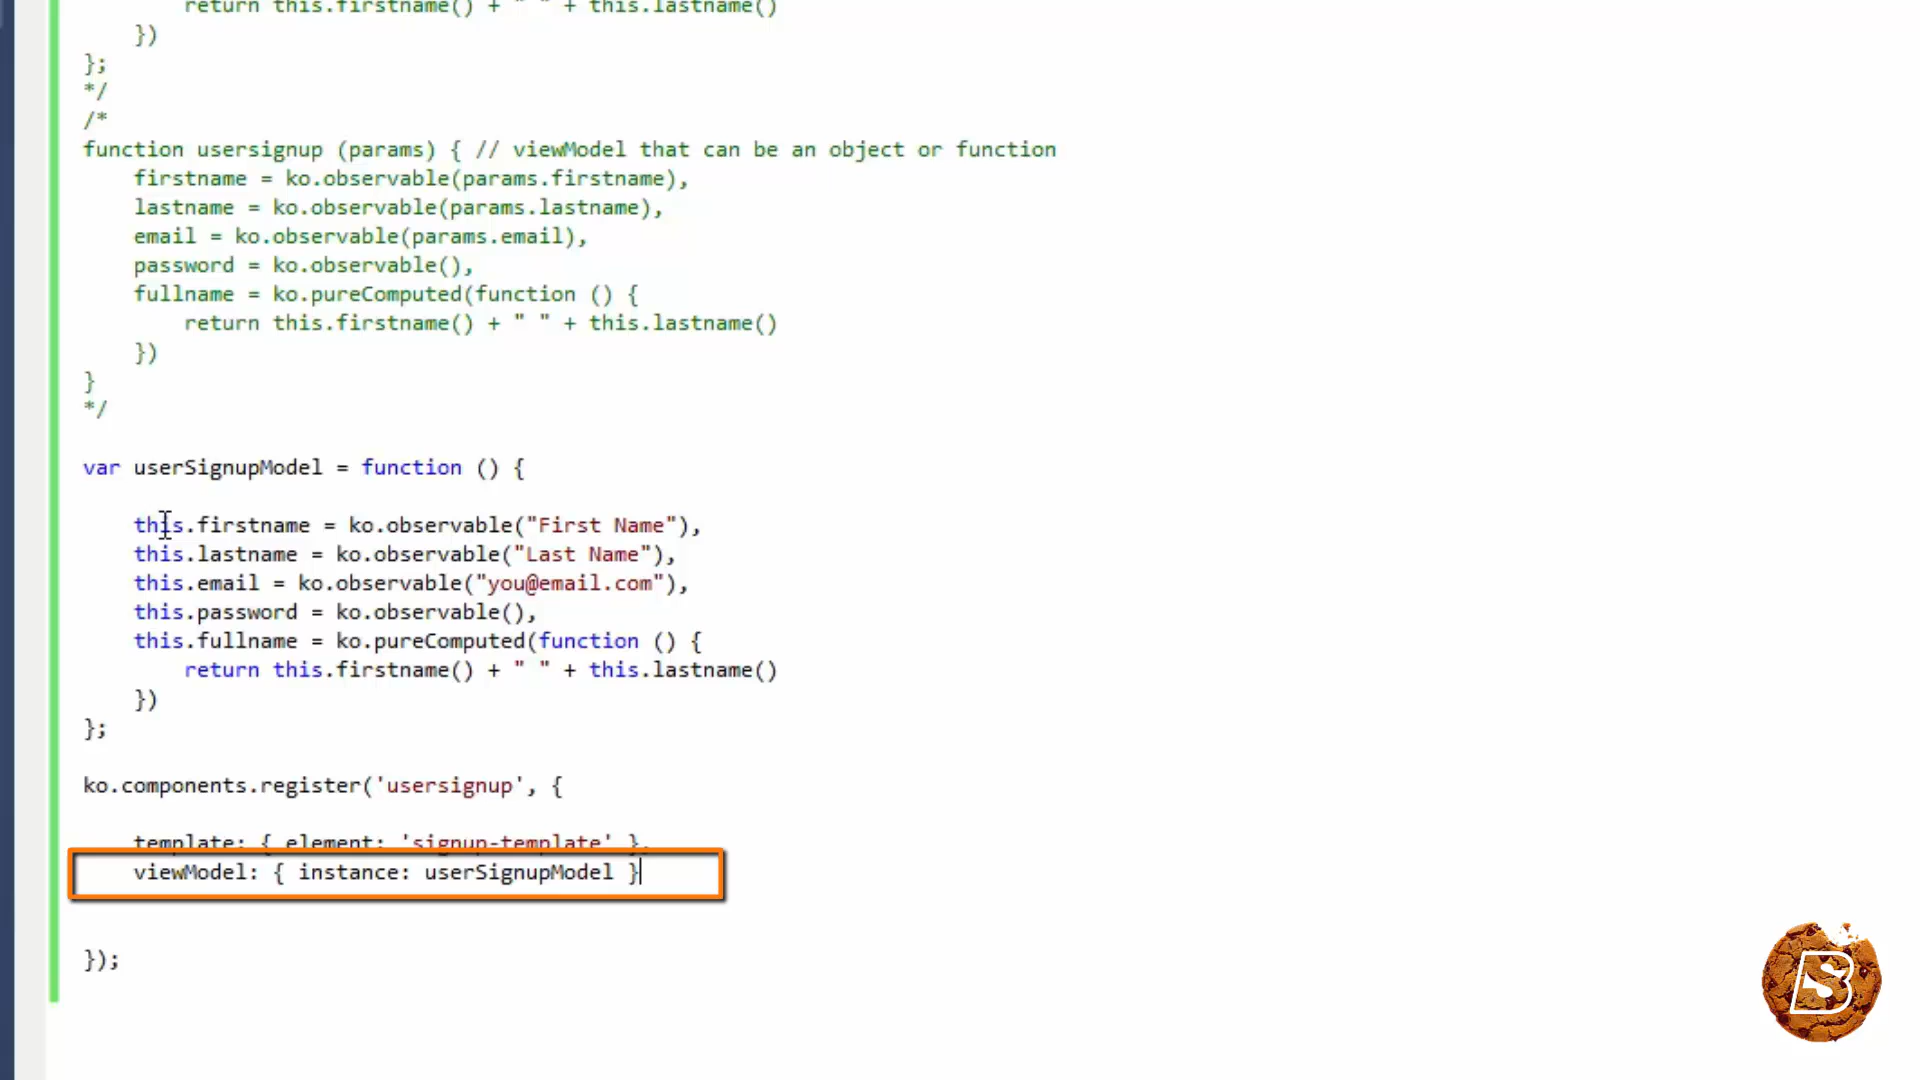 return this.firstname() + " " + this.lastname()
})
};
*/
/*
function usersignup (params) { // viewModel that can be an object or function
firstname = ko.observable(params.firstname),
lastname = ko.observable(params.lastname),
email = ko.observable(params.email),
password = ko.observable(),
fullname = ko.pureComputed(function () {
return this.firstname() + " " + this.lastname()
})
}
*/
var userSignupModel = function () {
this.firstname = ko.observable("First Name"),
this.lastname = ko.observable("Last Name"),
this.email = ko.observable("you@email.com"),
this.password = ko.observable(),
this.fullname = ko.pureComputed(function () {
return this.firstname() + " " + this.lastname()
})
};
ko.components.register('usersignup', {
template: { element: 'signup-template' },
viewModel: { instance: userSignupModel }
});
BS